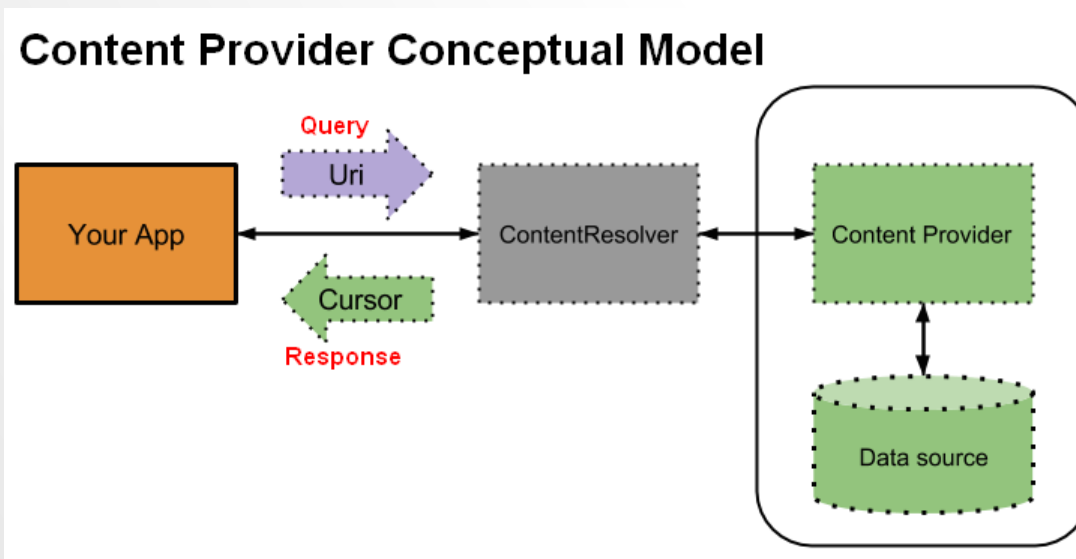 Content Provider Conceptual Model
Query
Uri
Your App
ContentResolver
Content Provider
Cursor
Response
Data source